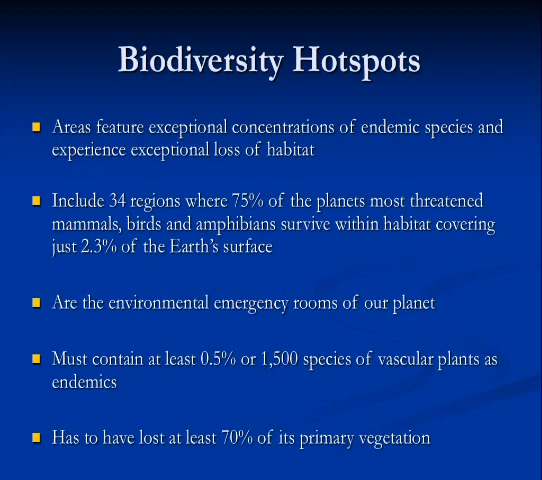 Biodiversity Hotspots
Areas feature exceptional concentrations of endemic species and
experience exceptional loss of habitat
Include 34 regions where 75% of the planets most threatened
mammals, birds and amphibians survive within habitat covering
just 2.3% of the Earth's surface
Are the environmental emergency rooms of our planet
Must contain at least 0.5% or 1,500 species of vascular plants as
endemics
Has to have lost at least 70% of its primary vegetation